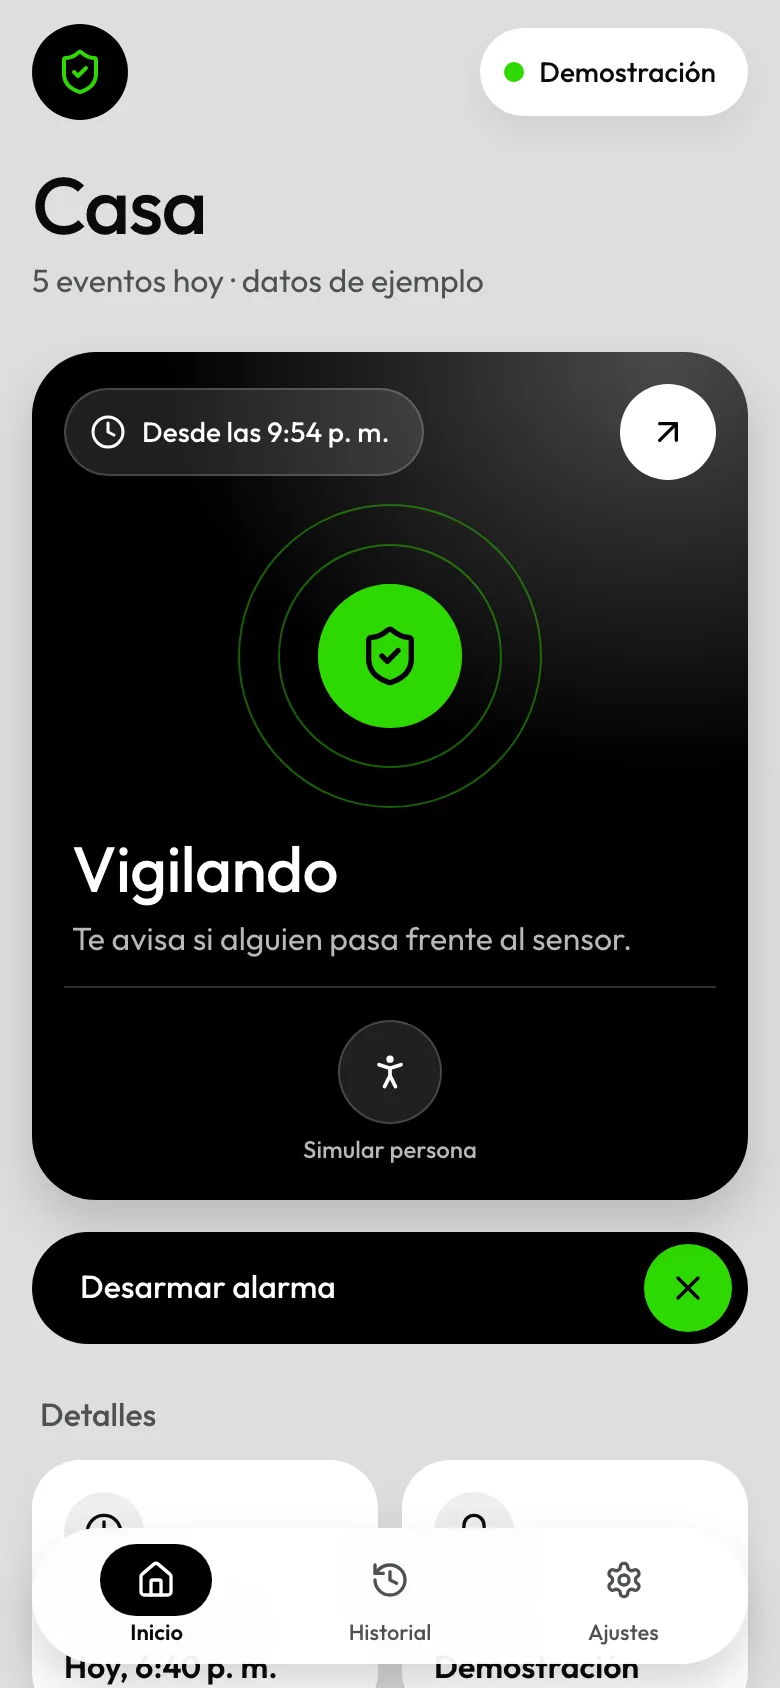 Demostración
Casa
5 eventos hoy · datos de ejemplo
Desde las 9:54 p. m.
Vigilando
Te avisa si alguien pasa frente al sensor.
Simular persona
Desarmar alarma
Detalles
Inicio
Historial
Ajustes
Hoy, 6:40 p. m.
Demostración